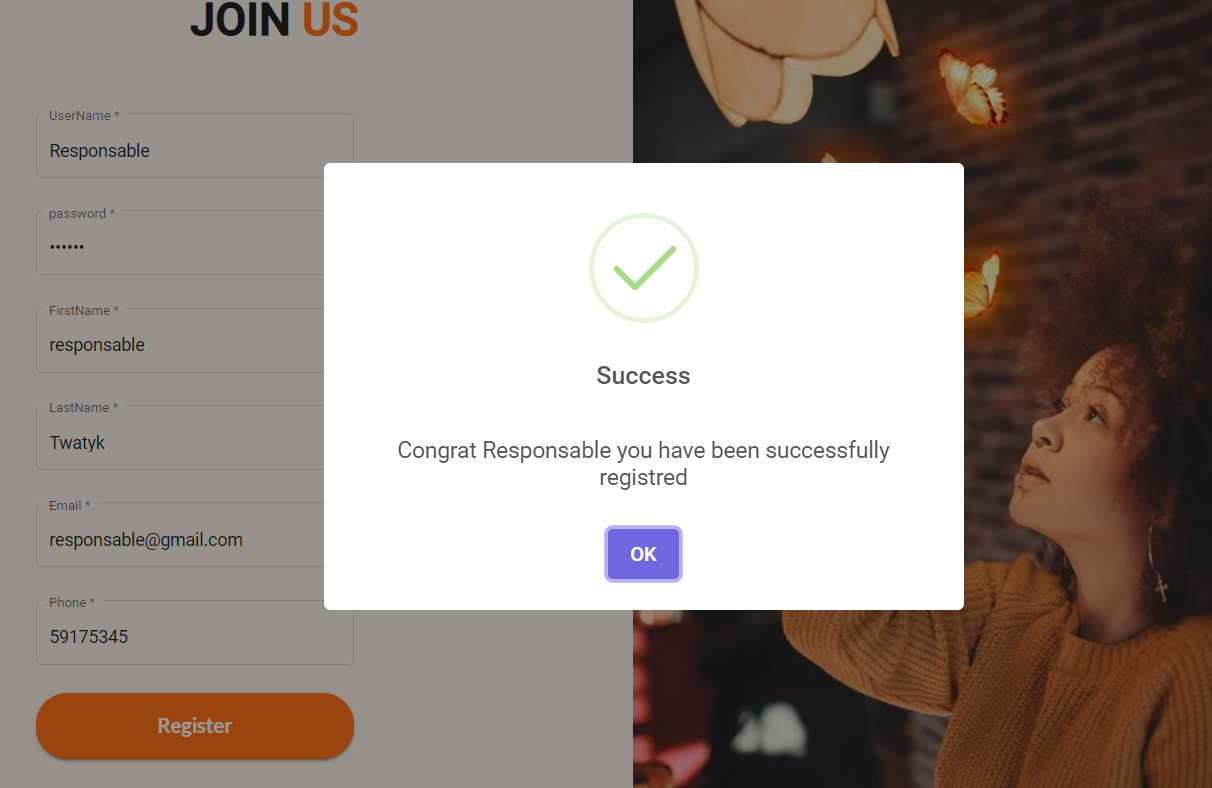 JOIN US
UserName *
Responsable
password *
••••••
FirstName *
responsable
LastName *
Twatyk
Email *
responsable@gmail.com
Phone *
59175345
Register
Success
Congrat Responsable you have been successfully
registred
OK